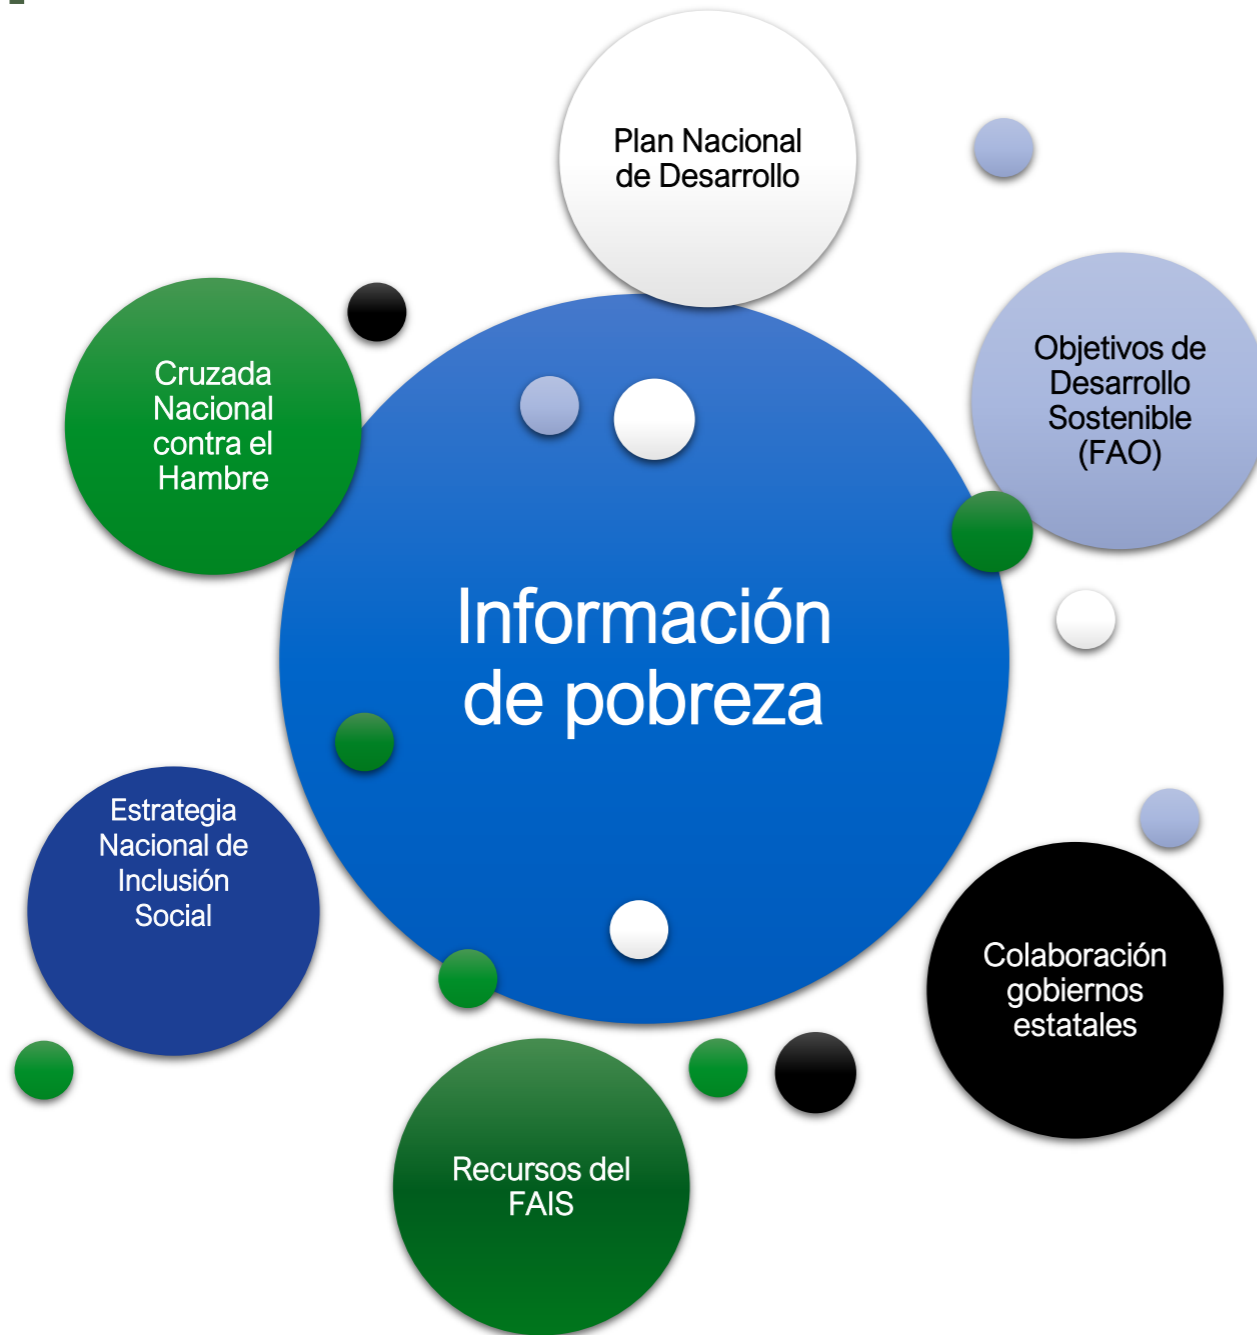 Plan Nacional
de Desarrollo
Objetivos de
Desarrollo
Sostenible
(FAO)
Cruzada
Nacional
contra el
Hambre
Información
de pobreza
Estrategia
Nacional de
Inclusión
Social
Colaboración
gobiernos
estatales
Recursos del
FAIS